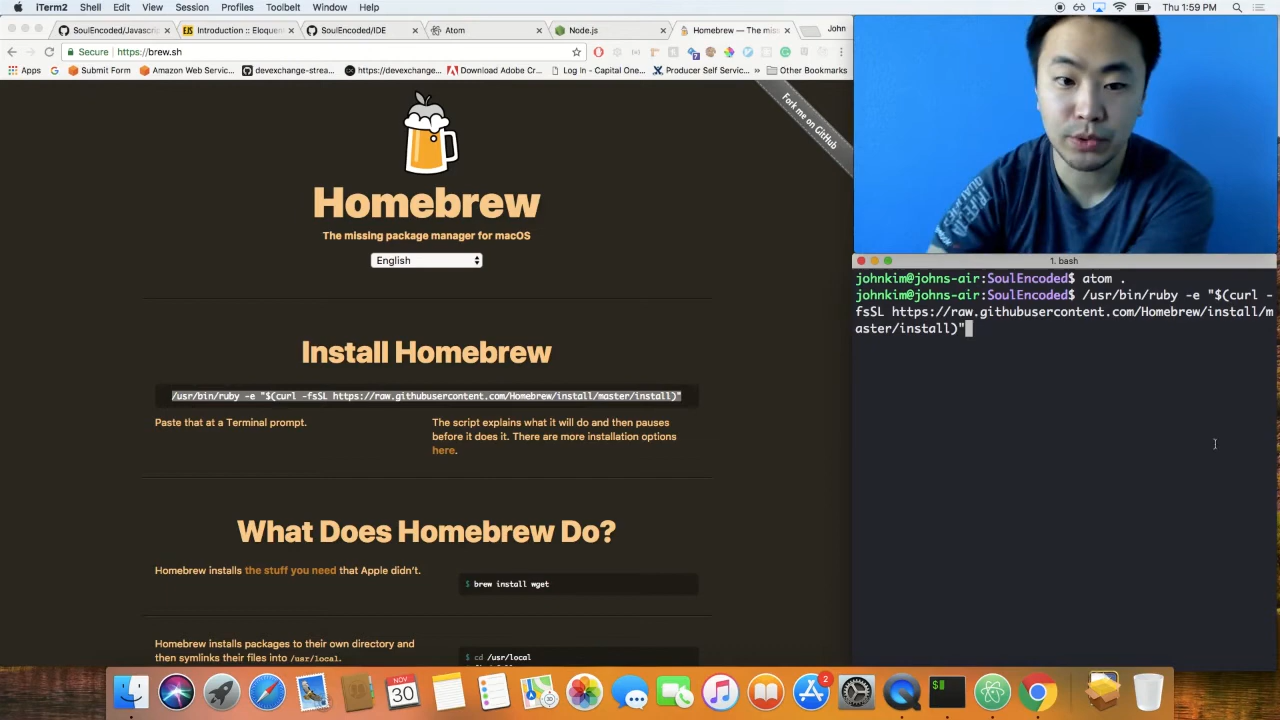 iTerm2 Shell Edit View Session Profiles Toolbelt Window Help Thu 1:59 PM
SoulEncoded/Javascrip Introduction :: Eloquen SoulEncoded/IDE Atom Node.js Homebrew — The miss John
Secure https://brew.sh
Apps Submit Form Amazon Web Servic... devexchange-strea... https://devexchange... Download Adobe Cr... Log In - Capital One... Producer Self Servic... » Other Bookmarks
Fork me on GitHub
Homebrew
The missing package manager for macOS
English
Install Homebrew
/usr/bin/ruby -e "$(curl -fsSL https://raw.githubusercontent.com/Homebrew/install/master/install)"
Paste that at a Terminal prompt.
The script explains what it will do and then pauses
before it does it. There are more installation options
here.
What Does Homebrew Do?
Homebrew installs the stuff you need that Apple didn't.
$ brew install wget
Homebrew installs packages to their own directory and
then symlinks their files into /usr/local.
$ cd /usr/local
1. bash
johnkim@johns-air:SoulEncoded$ atom .
johnkim@johns-air:SoulEncoded$ /usr/bin/ruby -e "$(curl -
fsSL https://raw.githubusercontent.com/Homebrew/install/m
aster/install)"
NOV
30
2